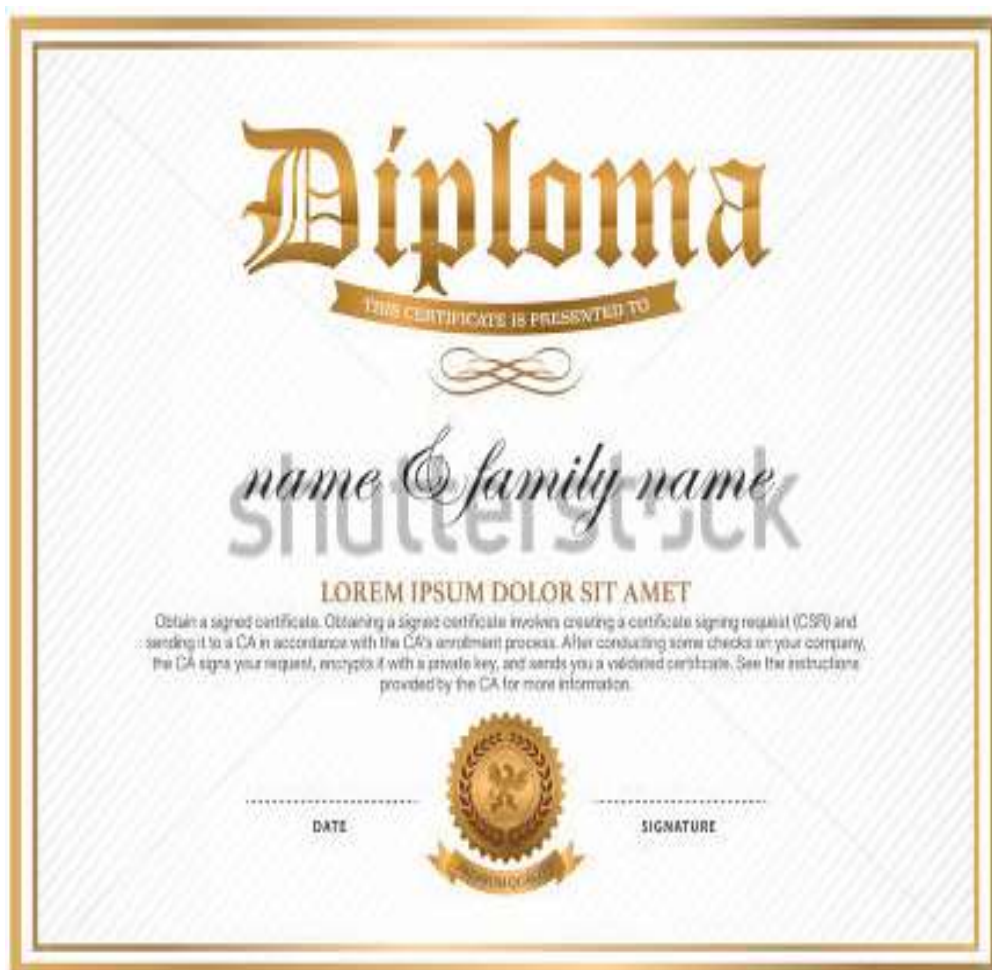 Diploma
THIS CERTIFICATE IS PRESENTED TO
name & family name
shutterstock
LOREM IPSUM DOLOR SIT AMET
Obtain a signed certificate. Obtaining a signed certificate involves creating a certificate signing request (CSR) and
sending it to a CA in accordance with the CA's enrollment process. After conducting some checks on your company,
the CA signs your request, encrypts it with a private key, and sends you a validated certificate. See the instructions
provided by the CA for more information.
DATE
SIGNATURE